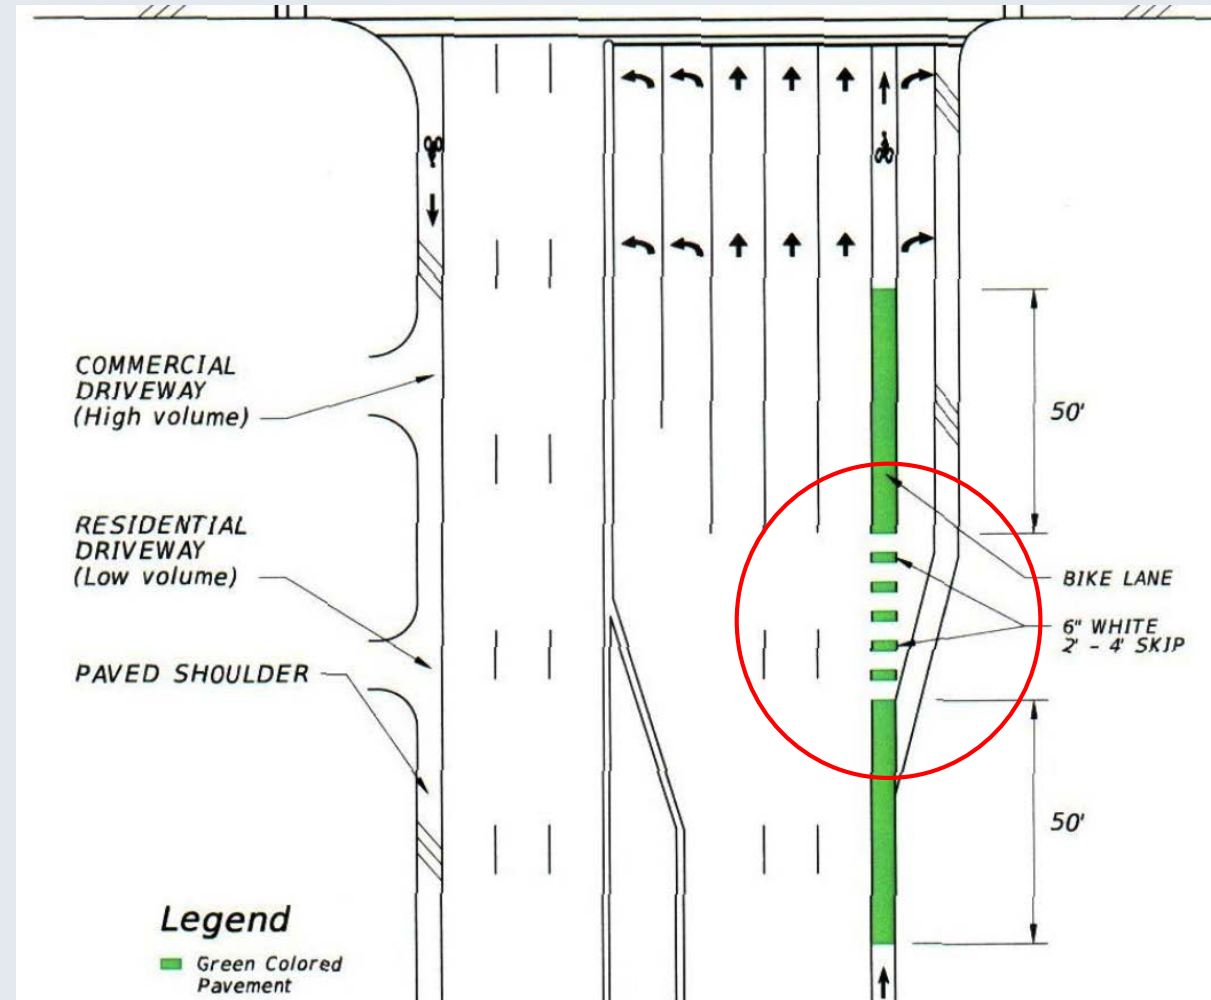 COMMERCIAL
DRIVEWAY
(High volume)
50'
RESIDENTIAL
DRIVEWAY
(Low volume)
BIKE LANE
6" WHITE
2' - 4' SKIP
PAVED SHOULDER
50'
Legend
Green Colored
Pavement